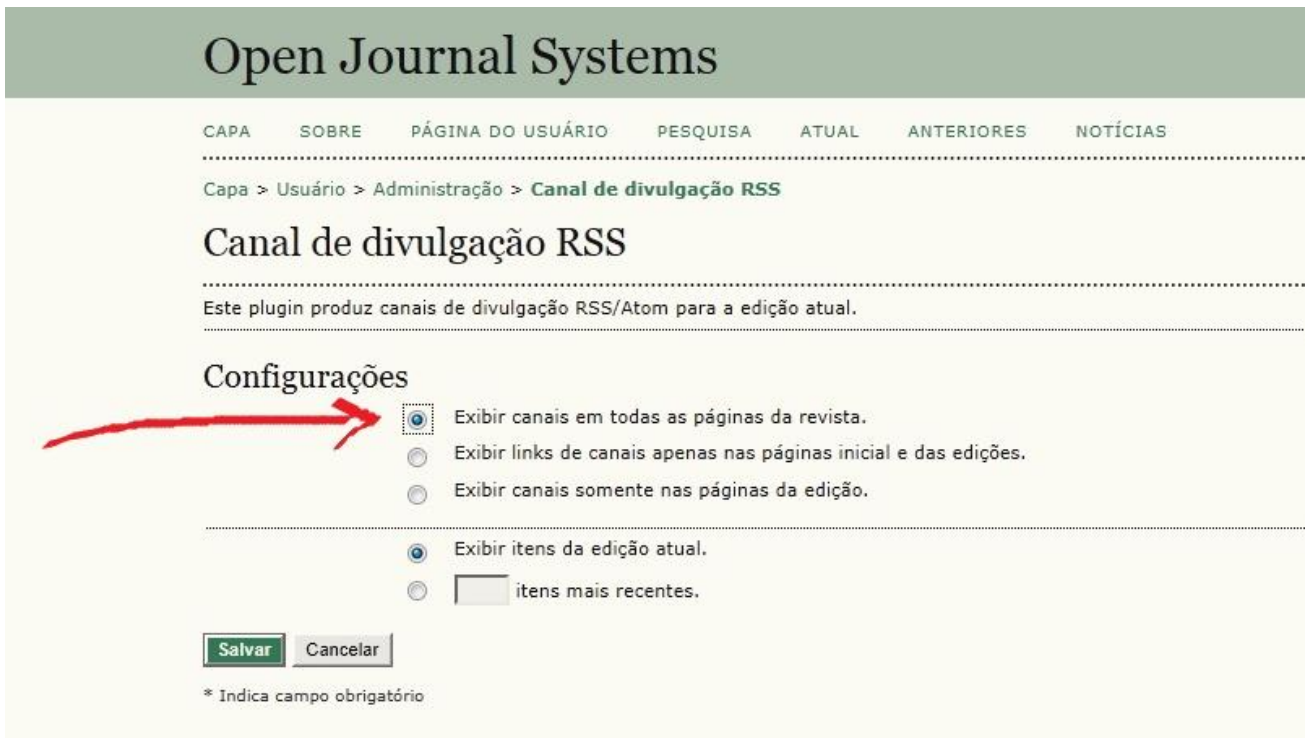 Open Journal Systems
CAPA SOBRE PÁGINA DO USUÁRIO PESQUISA ATUAL ANTERIORES NOTÍCIAS
Capa > Usuário > Administração > Canal de divulgação RSS
Canal de divulgação RSS
Este plugin produz canais de divulgação RSS/Atom para a edição atual.
Configurações
Exibir canais em todas as páginas da revista.
Exibir links de canais apenas nas páginas inicial e das edições.
Exibir canais somente nas páginas da edição.
Exibir itens da edição atual.
itens mais recentes.
Salvar Cancelar
* Indica campo obrigatório